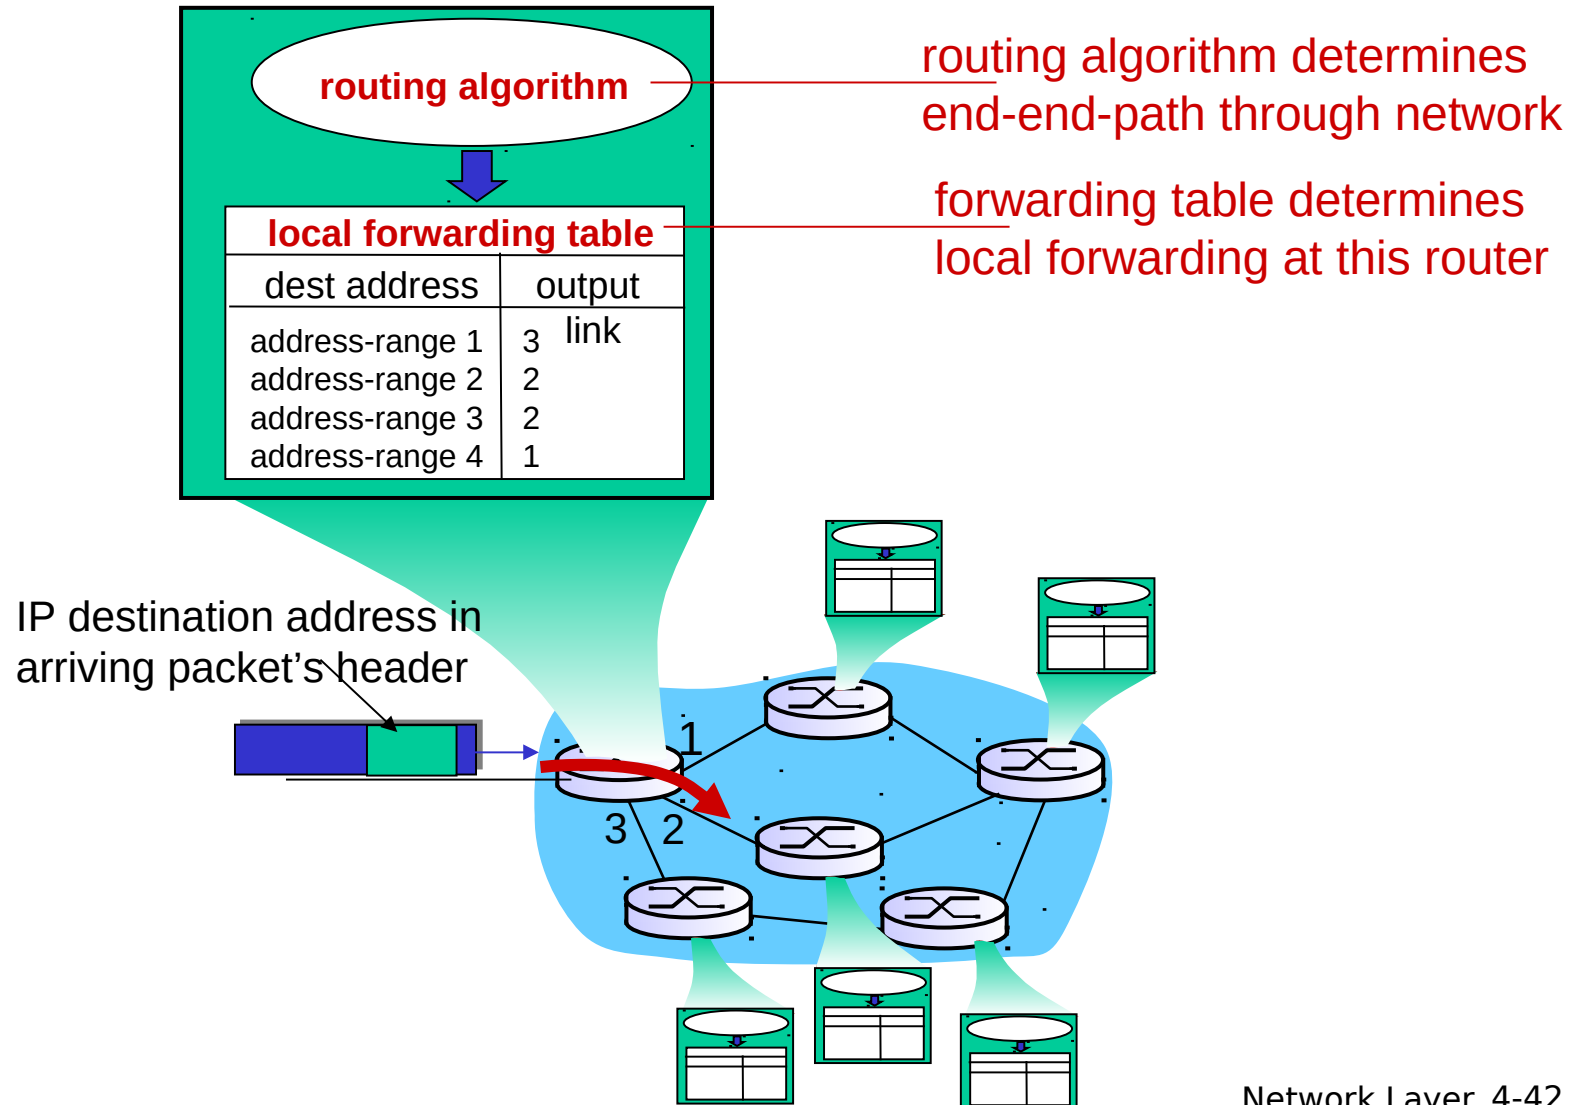 routing algorithm
routing algorithm determines
end-end-path through network
forwarding table determines
local forwarding at this router
local forwarding table
dest address output
link
address-range 1 3
address-range 2 2
address-range 3 2
address-range 4 1
IP destination address in
arriving packet's header
1
3 2
Network Layer 4-42